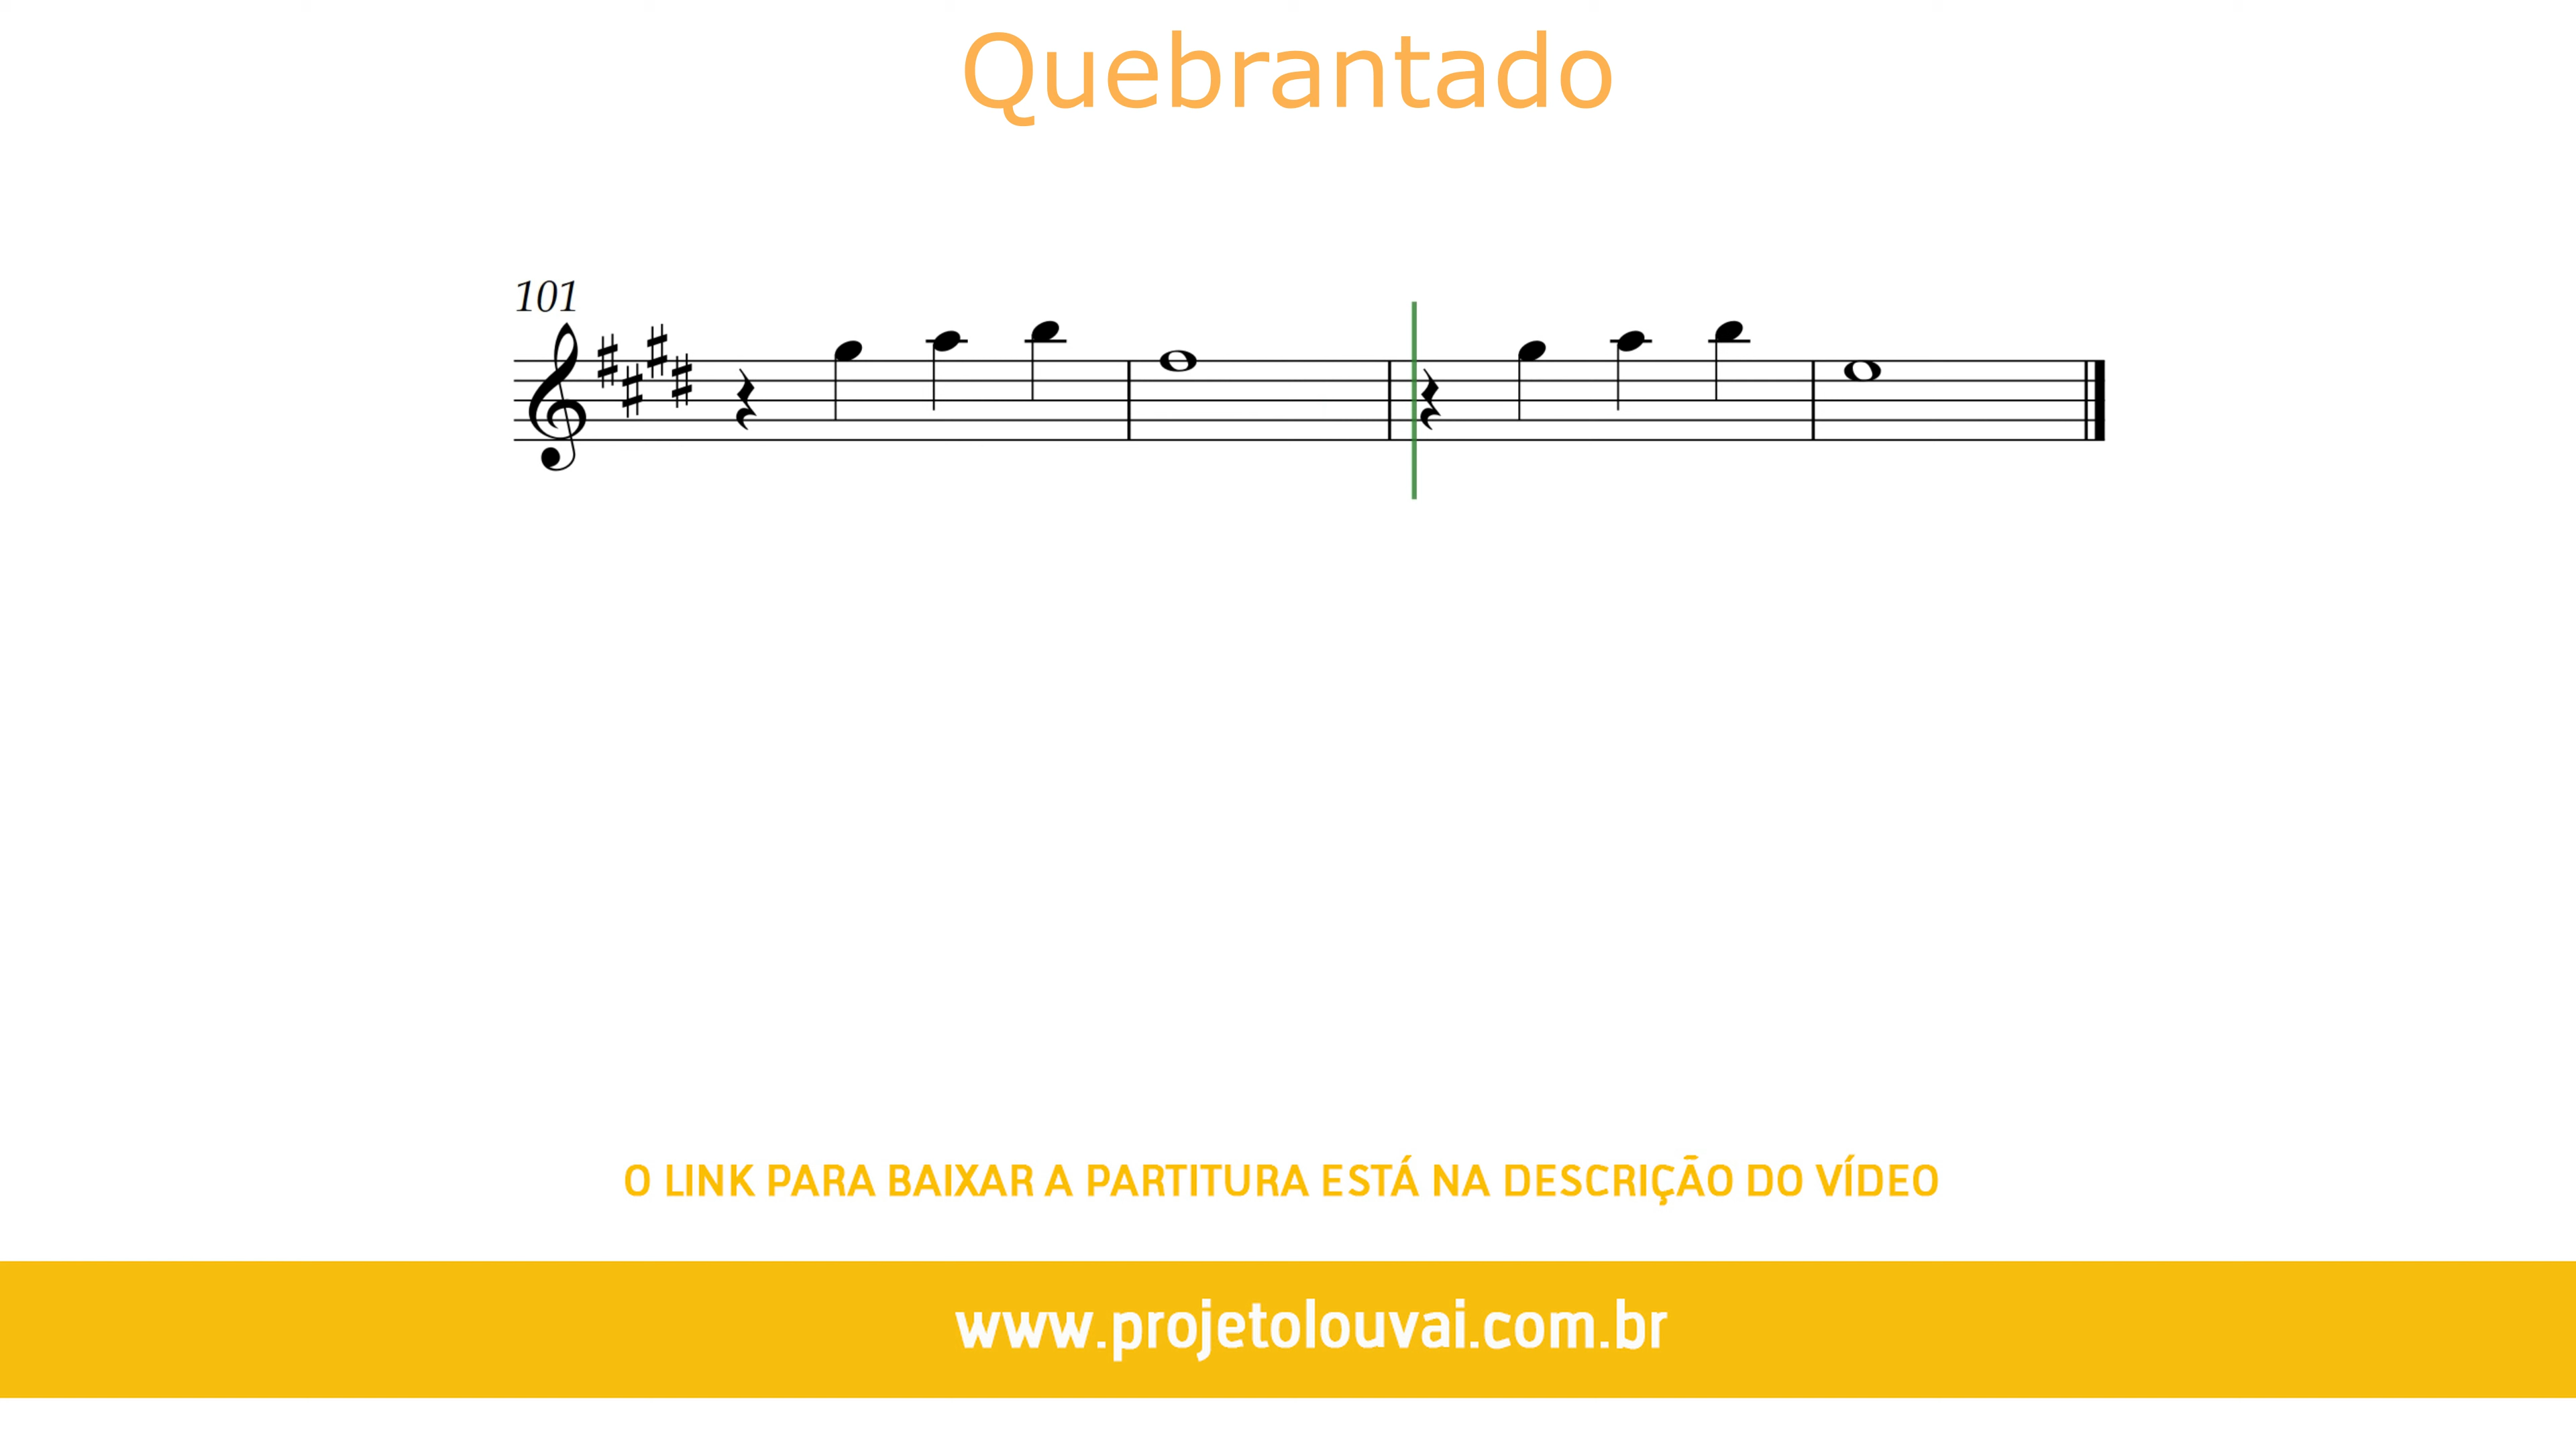 Quebrantado
101
O LINK PARA BAIXAR A PARTITURA ESTÁ NA DESCRIÇÃO DO VÍDEO
www.projetolouvai.com.br